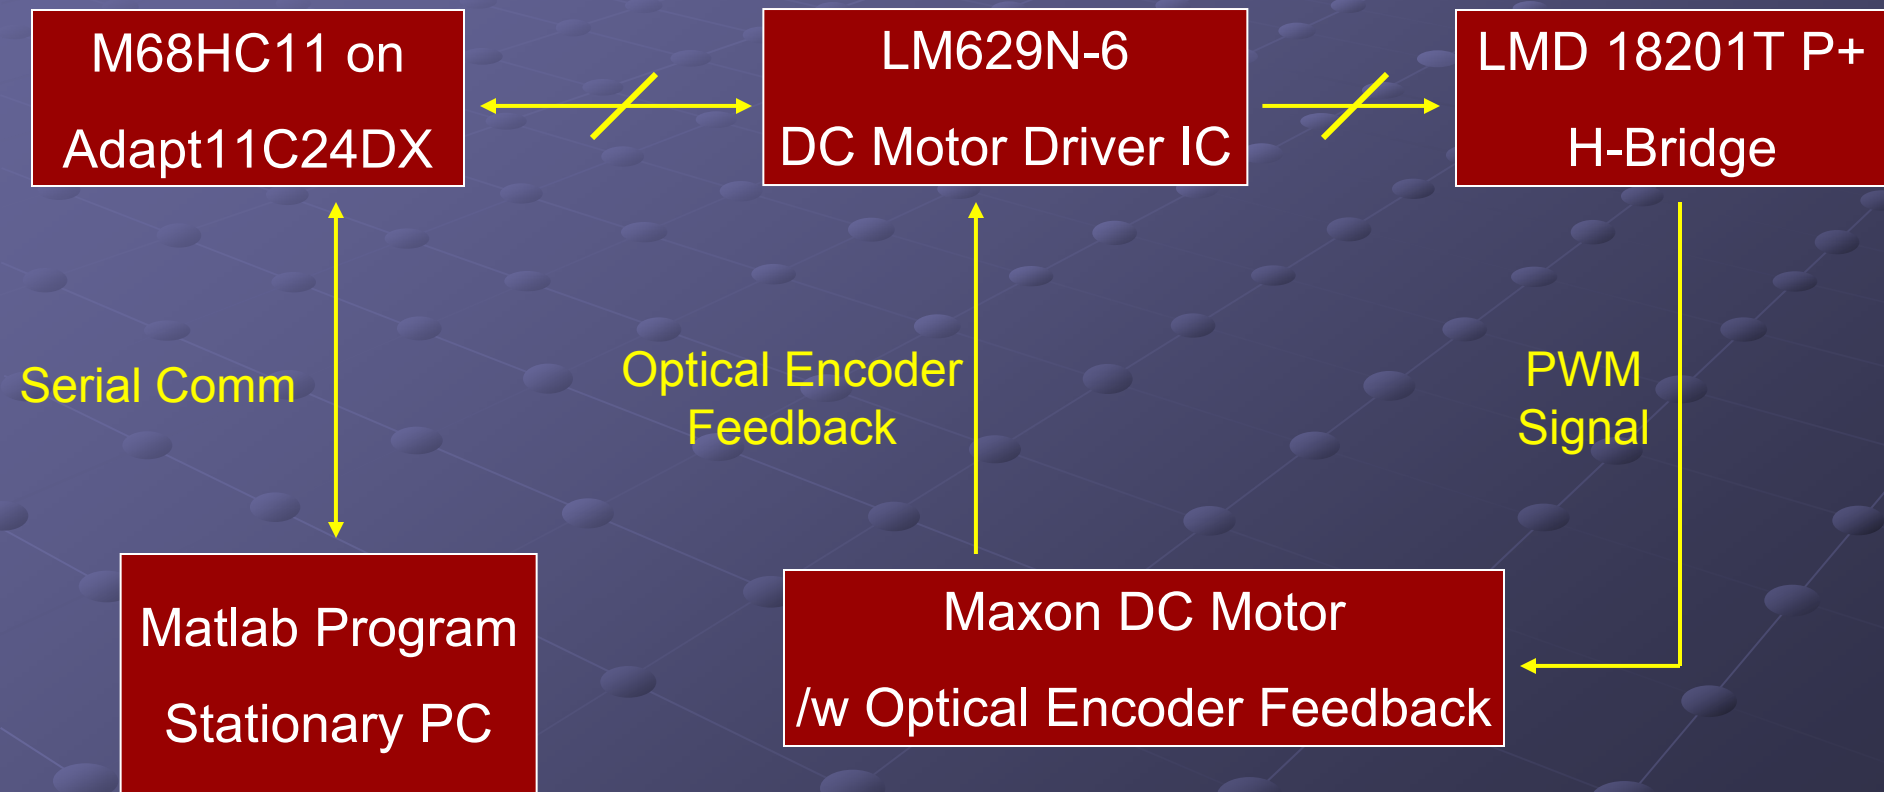 M68HC11 on
Adapt11C24DX
LM629N-6
DC Motor Driver IC
LMD 18201T P+
H-Bridge
Serial Comm
Optical Encoder
Feedback
PWM
Signal
Matlab Program
Stationary PC
Maxon DC Motor
/w Optical Encoder Feedback